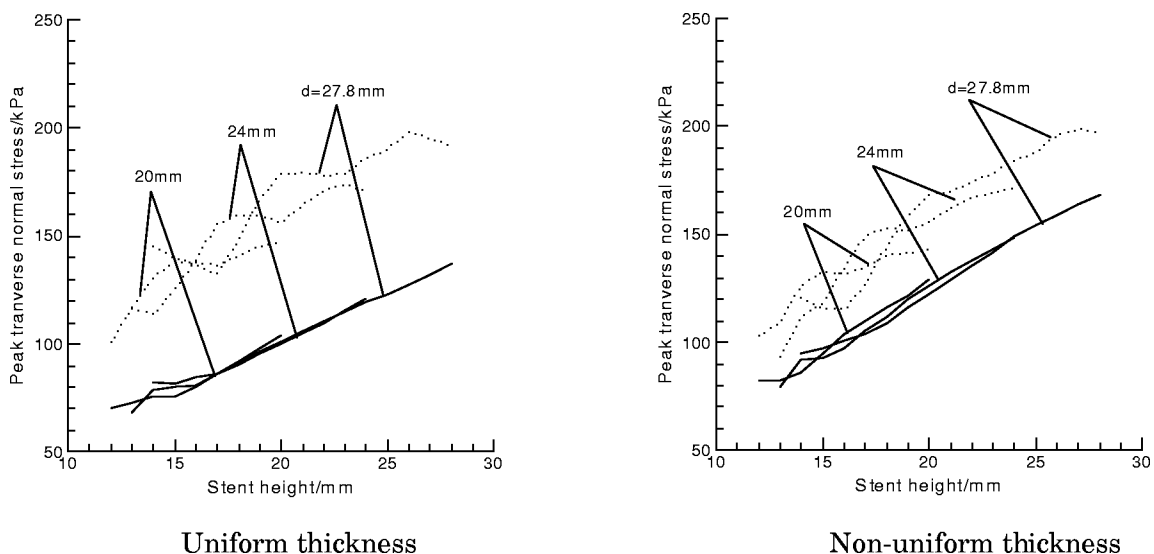 250
200
150
100
50
10
15
20
25
30
Peak tranverse normal stress/kPa
Stent height/mm
20mm
24mm
d=27.8mm
Uniform thickness
250
200
150
100
50
10
15
20
25
30
Peak tranverse normal stress/kPa
Stent height/mm
20mm
24mm
d=27.8mm
Non-uniform thickness